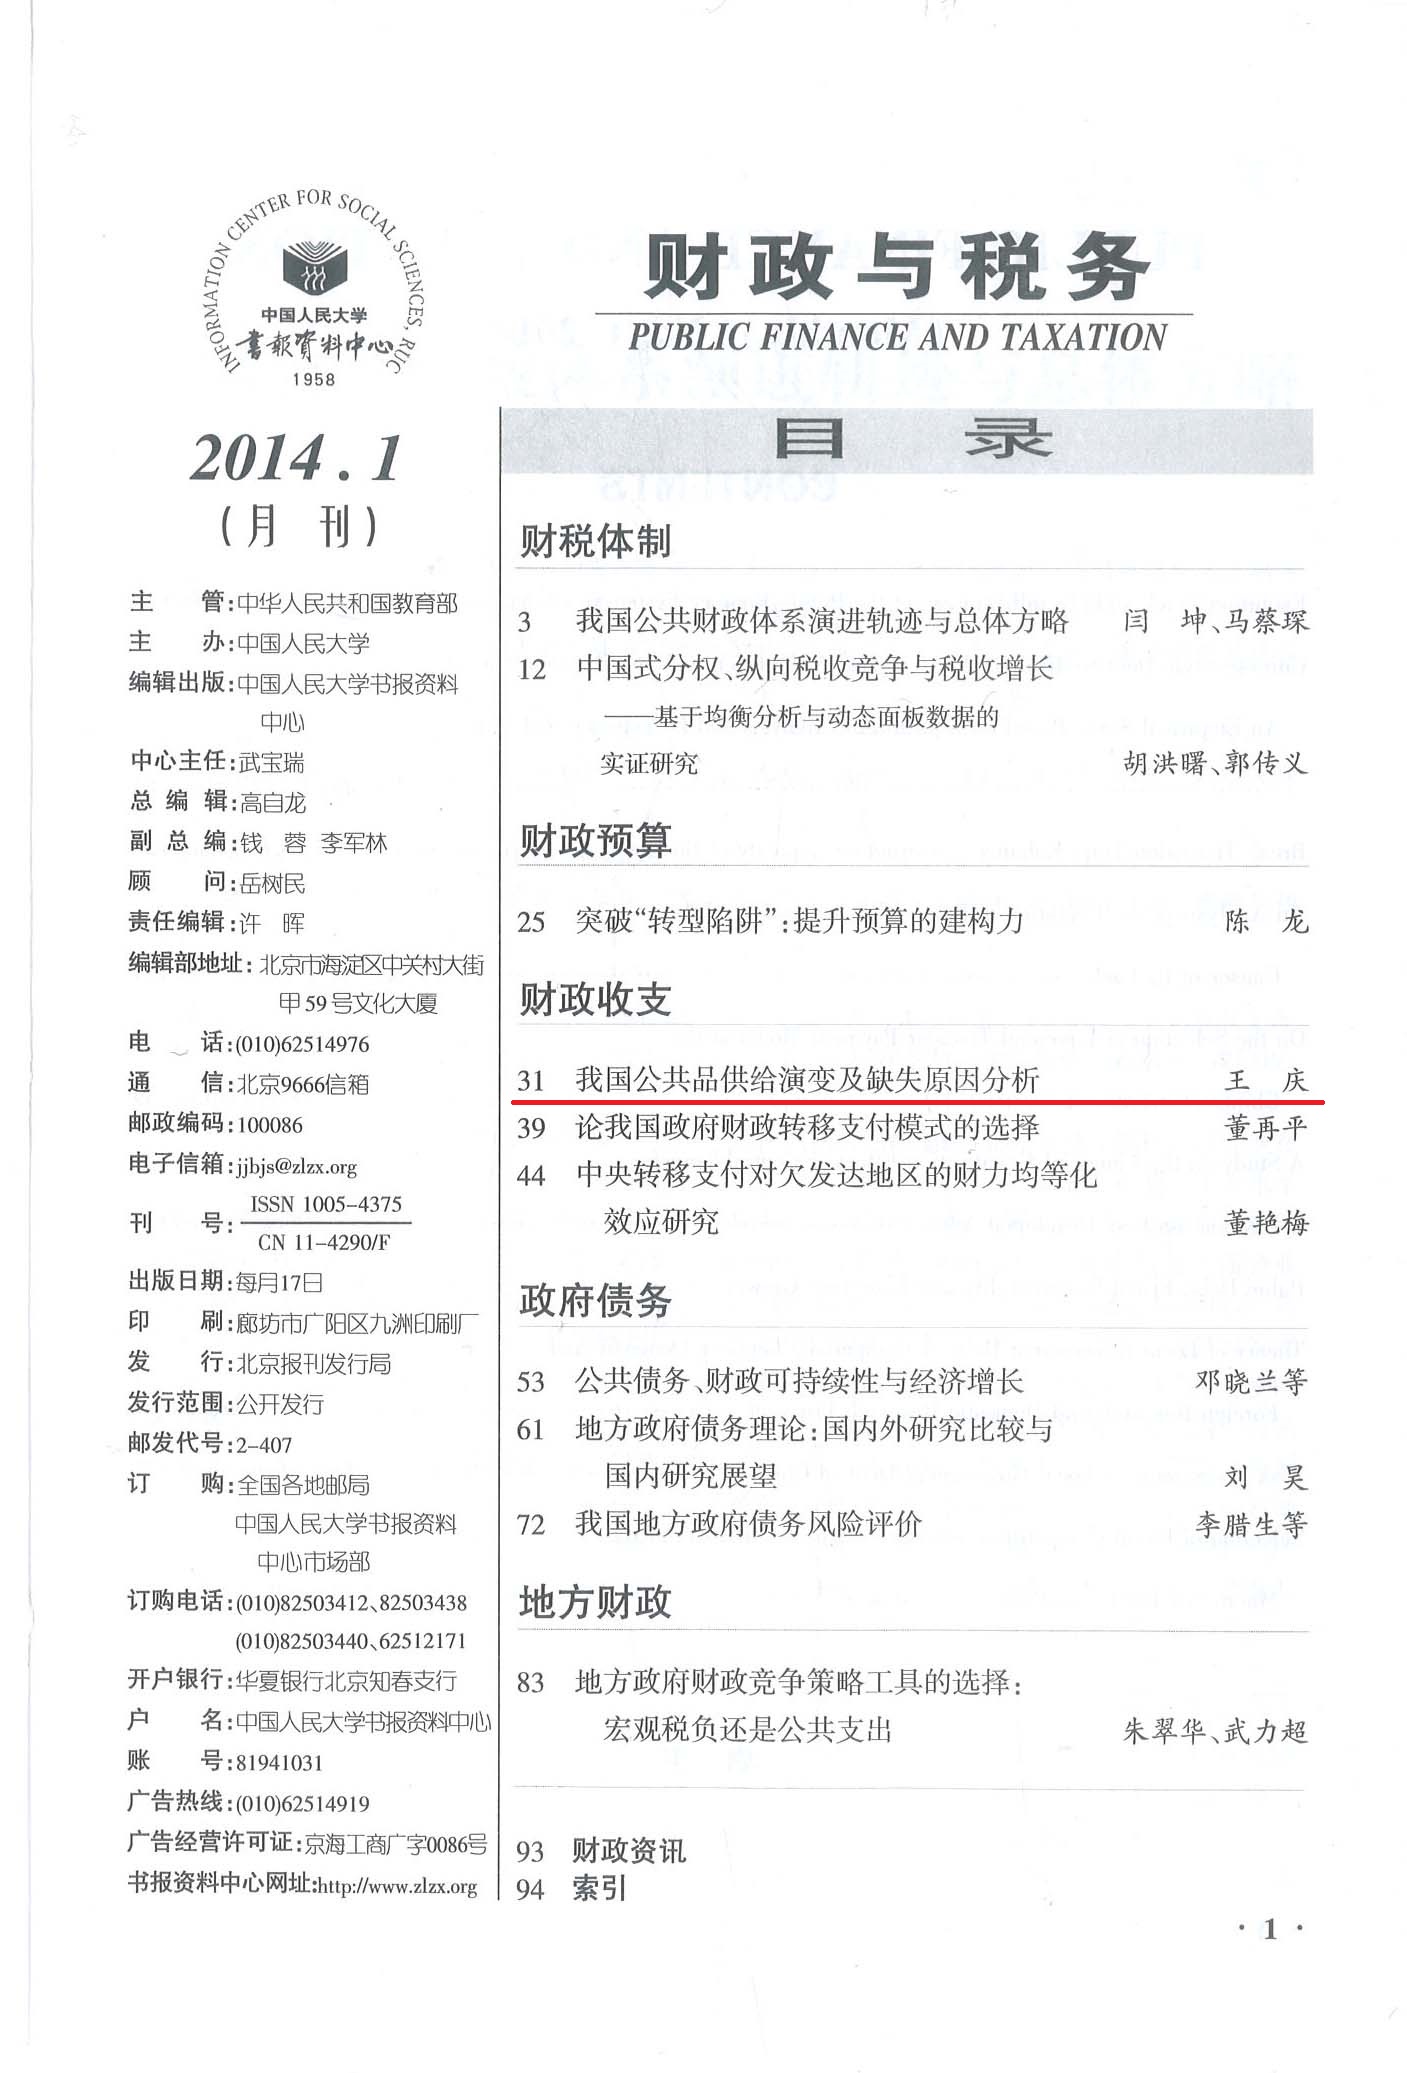 INFORMATION CENTER FOR SOCIAL SCIENCES, RUC
中国人民大学
書報資料中心
1958
财政与税务
PUBLIC FINANCE AND TAXATION
2014.1
(月 刊)
主 管:中华人民共和国教育部
主 办:中国人民大学
编辑出版:中国人民大学书报资料
中心
中心主任:武宝瑞
总 编 辑:高自龙
副 总 编:钱 蓉 李军林
顾 问:岳树民
责任编辑:许 晖
编辑部地址:北京市海淀区中关村大街
甲59号文化大厦
电 话:(010)62514976
通 信:北京9666信箱
邮政编码:100086
电子信箱:jjbjs@zlzx.org
刊 号:
ISSN 1005-4375
CN 11-4290/F
出版日期:每月17日
印 刷:廊坊市广阳区九洲印刷厂
发 行:北京报刊发行局
发行范围:公开发行
邮发代号:2-407
订 购:全国各地邮局
中国人民大学书报资料
中心市场部
订购电话:(010)82503412、82503438
(010)82503440、62512171
开户银行:华夏银行北京知春支行
户 名:中国人民大学书报资料中心
账 号:81941031
广告热线:(010)62514919
广告经营许可证:京海工商广字0086号
书报资料中心网址:http://www.zlzx.org
目 录
财税体制
3 我国公共财政体系演进轨迹与总体方略 闫 坤、马蔡琛
12 中国式分权、纵向税收竞争与税收增长
——基于均衡分析与动态面板数据的
实证研究 胡洪曙、郭传义
财政预算
25 突破“转型陷阱”:提升预算的建构力 陈 龙
财政收支
31 我国公共品供给演变及缺失原因分析 王 庆
39 论我国政府财政转移支付模式的选择 董再平
44 中央转移支付对欠发达地区的财力均等化
效应研究 董艳梅
政府债务
53 公共债务、财政可持续性与经济增长 邓晓兰等
61 地方政府债务理论:国内外研究比较与
国内研究展望 刘 昊
72 我国地方政府债务风险评价 李腊生等
地方财政
83 地方政府财政竞争策略工具的选择:
宏观税负还是公共支出 朱翠华、武力超
93 财政资讯
94 索引
· 1 ·